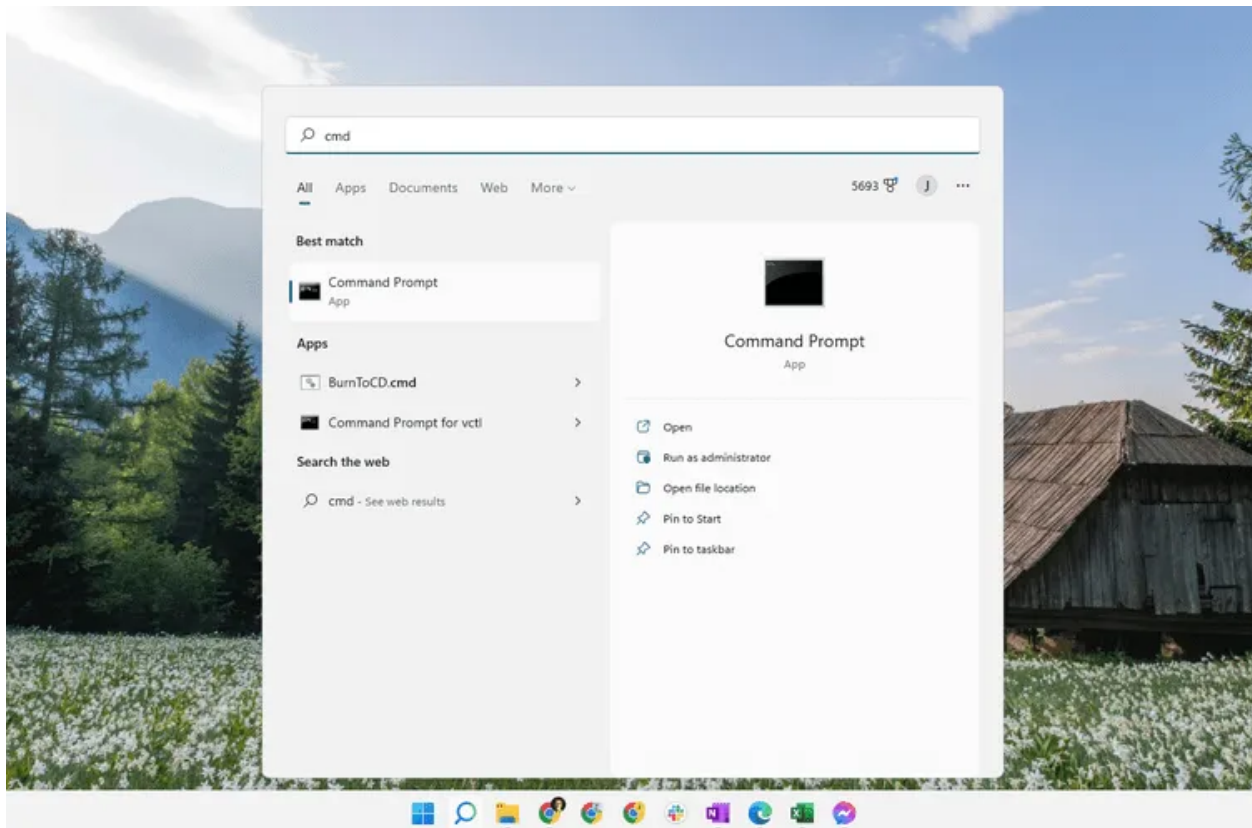 cmd
All Apps Documents Web More 5693 J ...
Best match
Command Prompt
App
Apps
BurnToCD.cmd
Command Prompt for vctl
Search the web
cmd - See web results
Command Prompt
App
Open
Run as administrator
Open file location
Pin to Start
Pin to taskbar